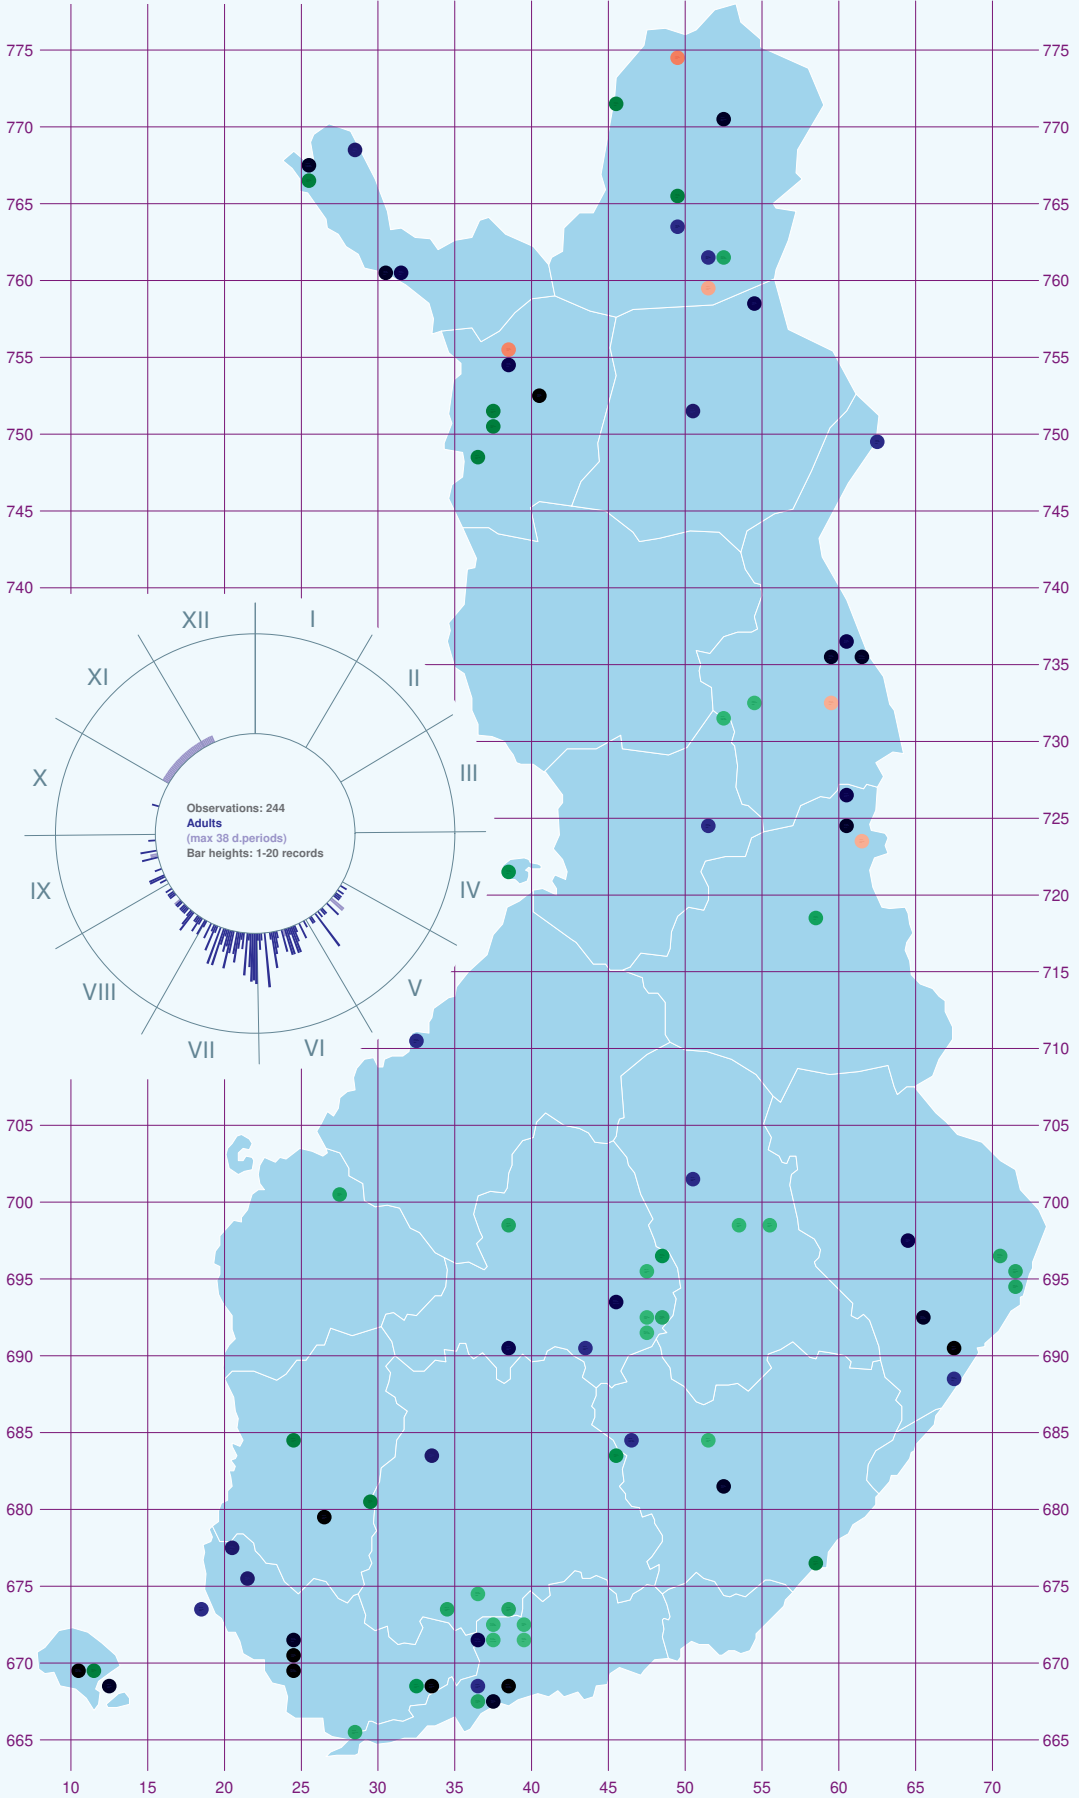 775 775
770 770
765 765
760 760
755 755
750 750
745 745
740 740
XII I
XI II
735 735
730 730
X III
725 725
Observations: 244
Adults
(max 38 d.periods)
Bar heights: 1-20 records
IX IV
720 720
VIII V
715 715
VII VI
710 710
705 705
700 700
695 695
690 690
685 685
680 680
675 675
670 670
665 665
10 15 20 25 30 35 40 45 50 55 60 65 70